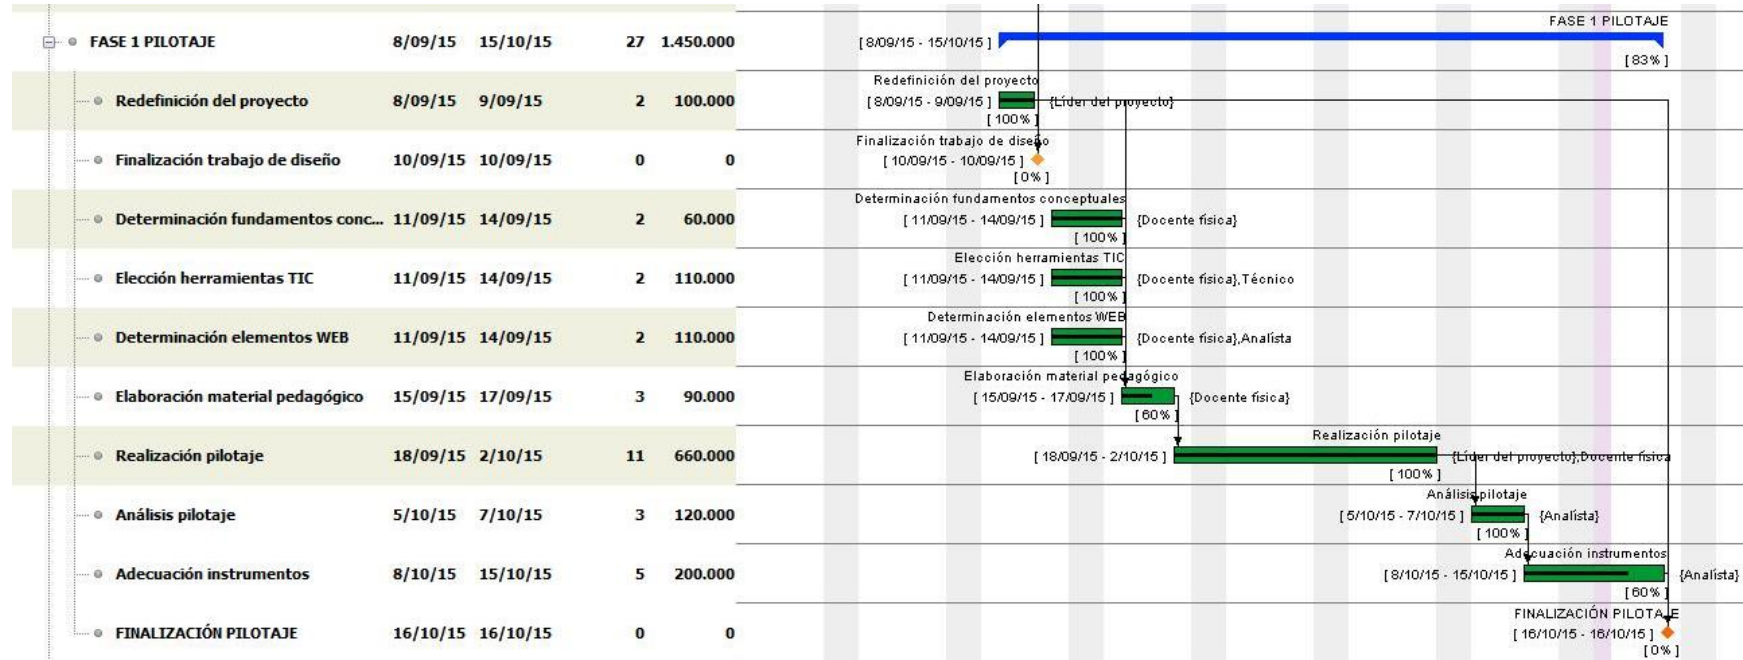 FASE 1 PILOTAJE
FASE 1 PILOTAJE 8/09/15 15/10/15 27 1.450.000 [ 8/09/15 - 15/10/15 ]
[ 83% ]
Redefinición del proyecto
Redefinición del proyecto 8/09/15 9/09/15 2 100.000 [ 8/09/15 - 9/09/15 ] {Líder del proyecto}
[ 100% ]
Finalización trabajo de diseño
Finalización trabajo de diseño 10/09/15 10/09/15 0 0 [ 10/09/15 - 10/09/15 ]
[ 0% ]
Determinación fundamentos conceptuales
Determinación fundamentos conc... 11/09/15 14/09/15 2 60.000 [ 11/09/15 - 14/09/15 ] {Docente física}
[ 100% ]
Elección herramientas TIC
Elección herramientas TIC 11/09/15 14/09/15 2 110.000 [ 11/09/15 - 14/09/15 ] {Docente física},Técnico
[ 100% ]
Determinación elementos WEB
Determinación elementos WEB 11/09/15 14/09/15 2 110.000 [ 11/09/15 - 14/09/15 ] {Docente física},Analísta
[ 100% ]
Elaboración material pedagógico
Elaboración material pedagógico 15/09/15 17/09/15 3 90.000 [ 15/09/15 - 17/09/15 ] {Docente física}
[ 60% ]
Realización pilotaje
Realización pilotaje 18/09/15 2/10/15 11 660.000 [ 18/09/15 - 2/10/15 ] {Líder del proyecto},Docente física
[ 100% ]
Análisis pilotaje
Análisis pilotaje 5/10/15 7/10/15 3 120.000 [ 5/10/15 - 7/10/15 ] {Analísta}
[ 100% ]
Adecuación instrumentos
Adecuación instrumentos 8/10/15 15/10/15 5 200.000 [ 8/10/15 - 15/10/15 ] {Analísta}
[ 60% ]
FINALIZACIÓN PILOTAJE
FINALIZACIÓN PILOTAJE 16/10/15 16/10/15 0 0 [ 16/10/15 - 16/10/15 ]
[ 0% ]